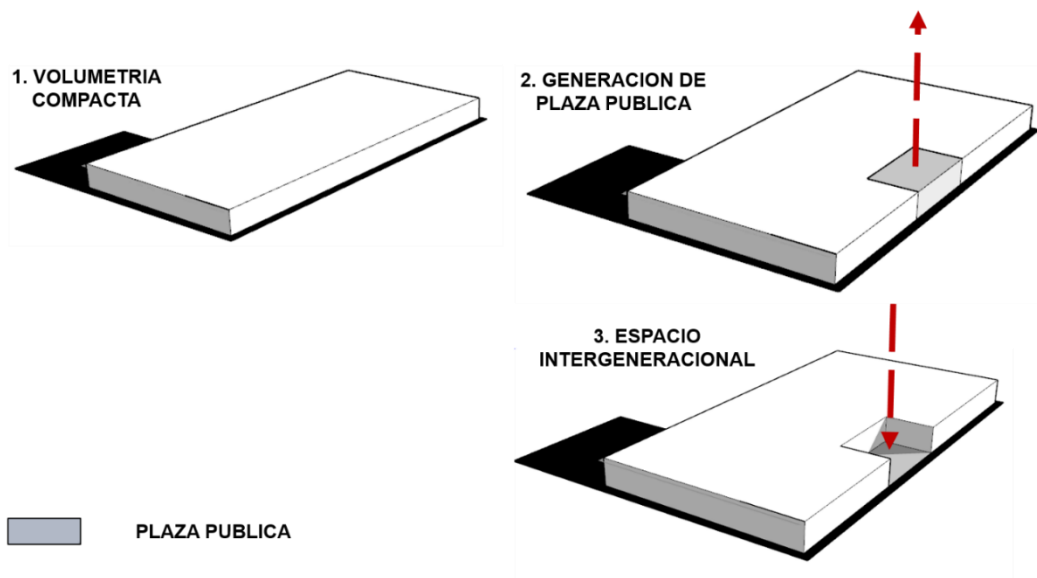 1. VOLUMETRIA
COMPACTA
2. GENERACION DE
PLAZA PUBLICA
3. ESPACIO
INTERGENERACIONAL
PLAZA PUBLICA